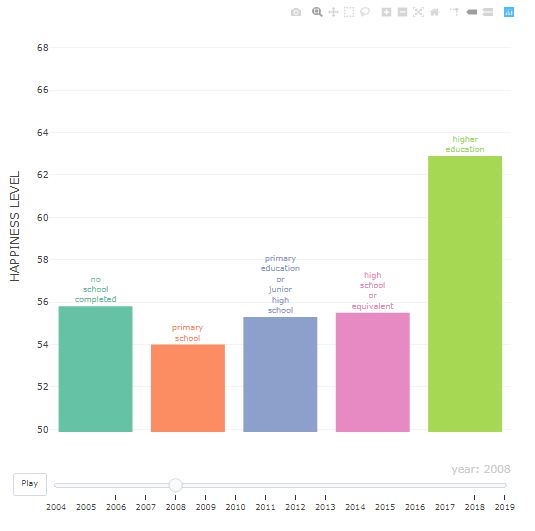 68
66
64
62
60
58
56
54
52
50
HAPPINESS LEVEL
no
school
completed
primary
school
primary
education
or
junior
high
school
high
school
or
equivalent
higher
education
year: 2008
Play
2004 2005 2006 2007 2008 2009 2010 2011 2012 2013 2014 2015 2016 2017 2018 2019